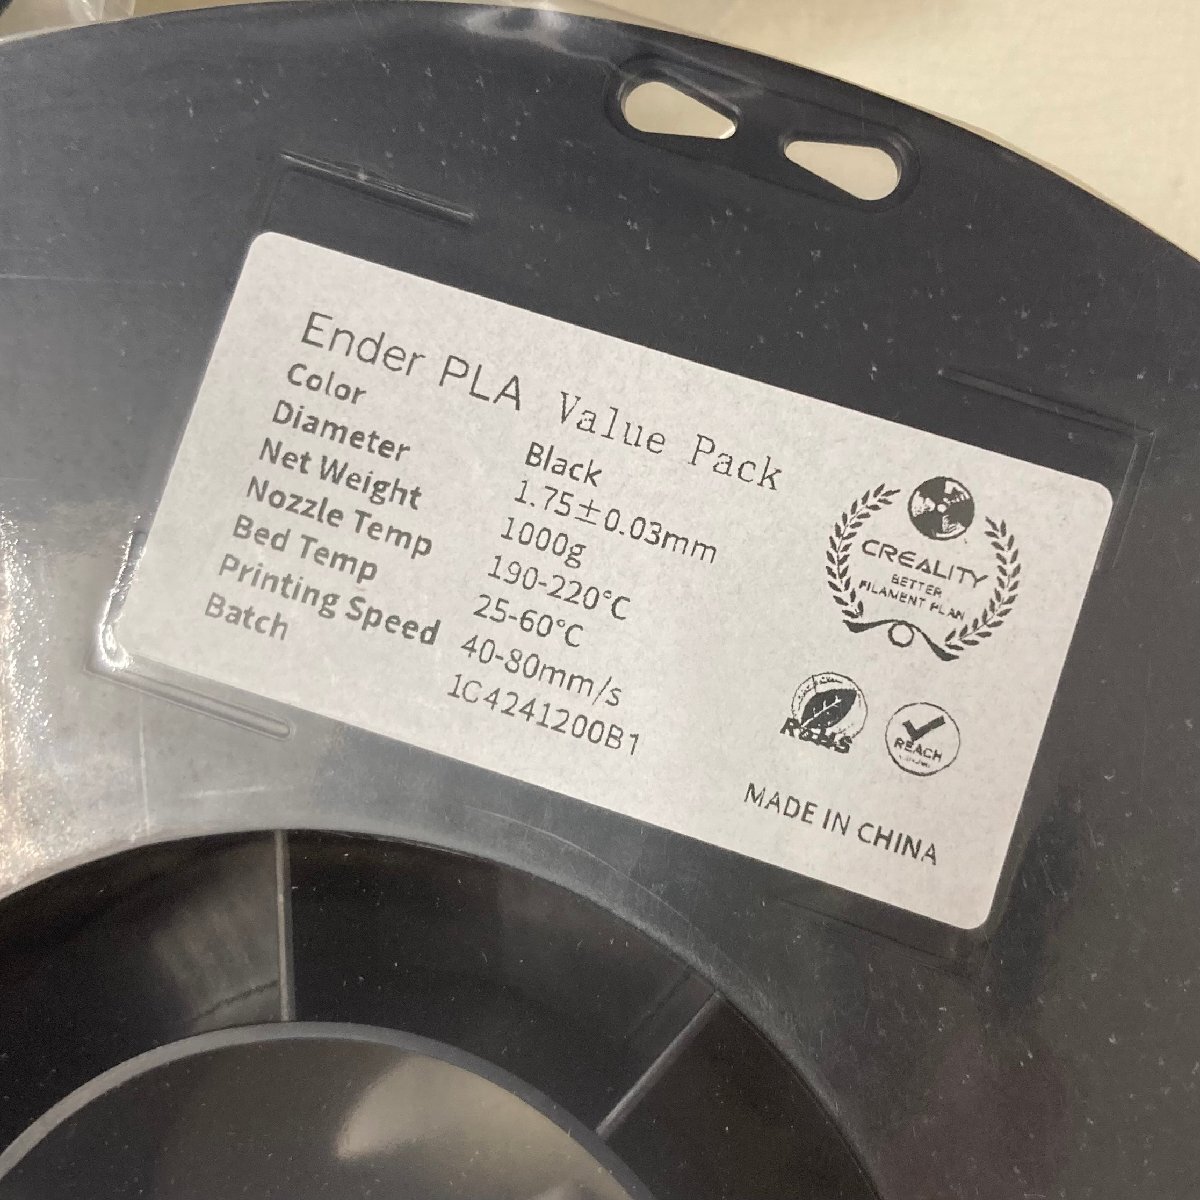 Ender PLA Value Pack
Color Black
Diameter 1.75±0.03mm
Net Weight 1000g
Nozzle Temp 190-220°C
Bed Temp 25-60°C
Printing Speed 40-80mm/s
Batch 1C4241200B1
CREALITY
BETTER
FILAMENT PLAN
RoHS
REACH
MADE IN CHINA